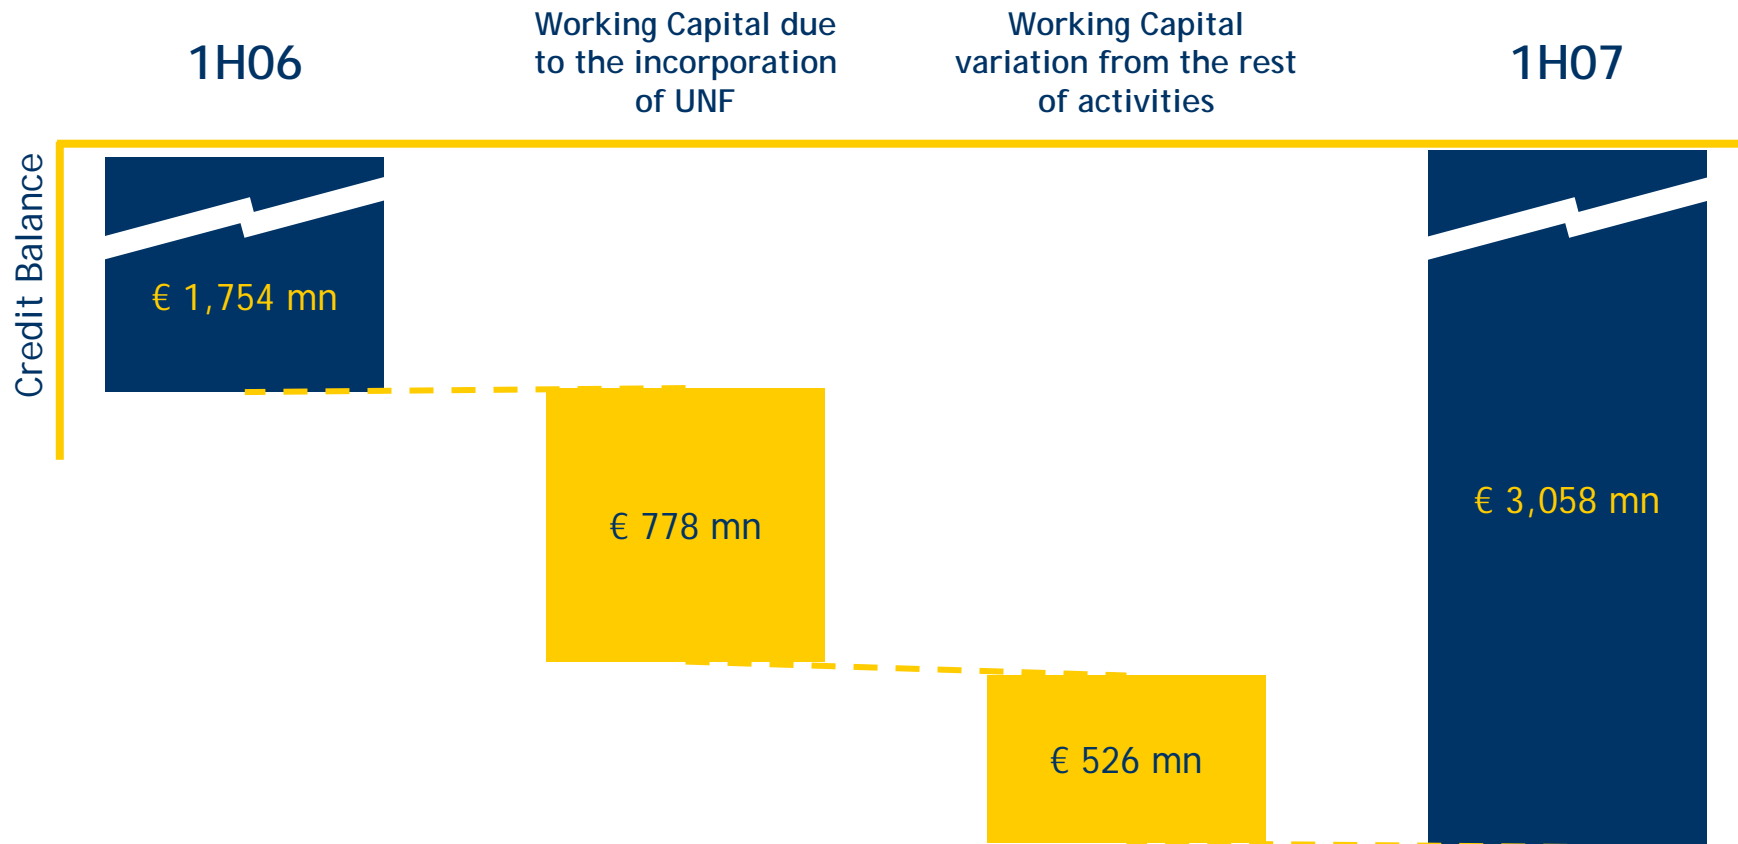 1H06
Working Capital due
to the incorporation
of UNF
Working Capital
variation from the rest
of activities
1H07
Credit Balance
€ 1,754 mn
€ 778 mn
€ 526 mn
€ 3,058 mn